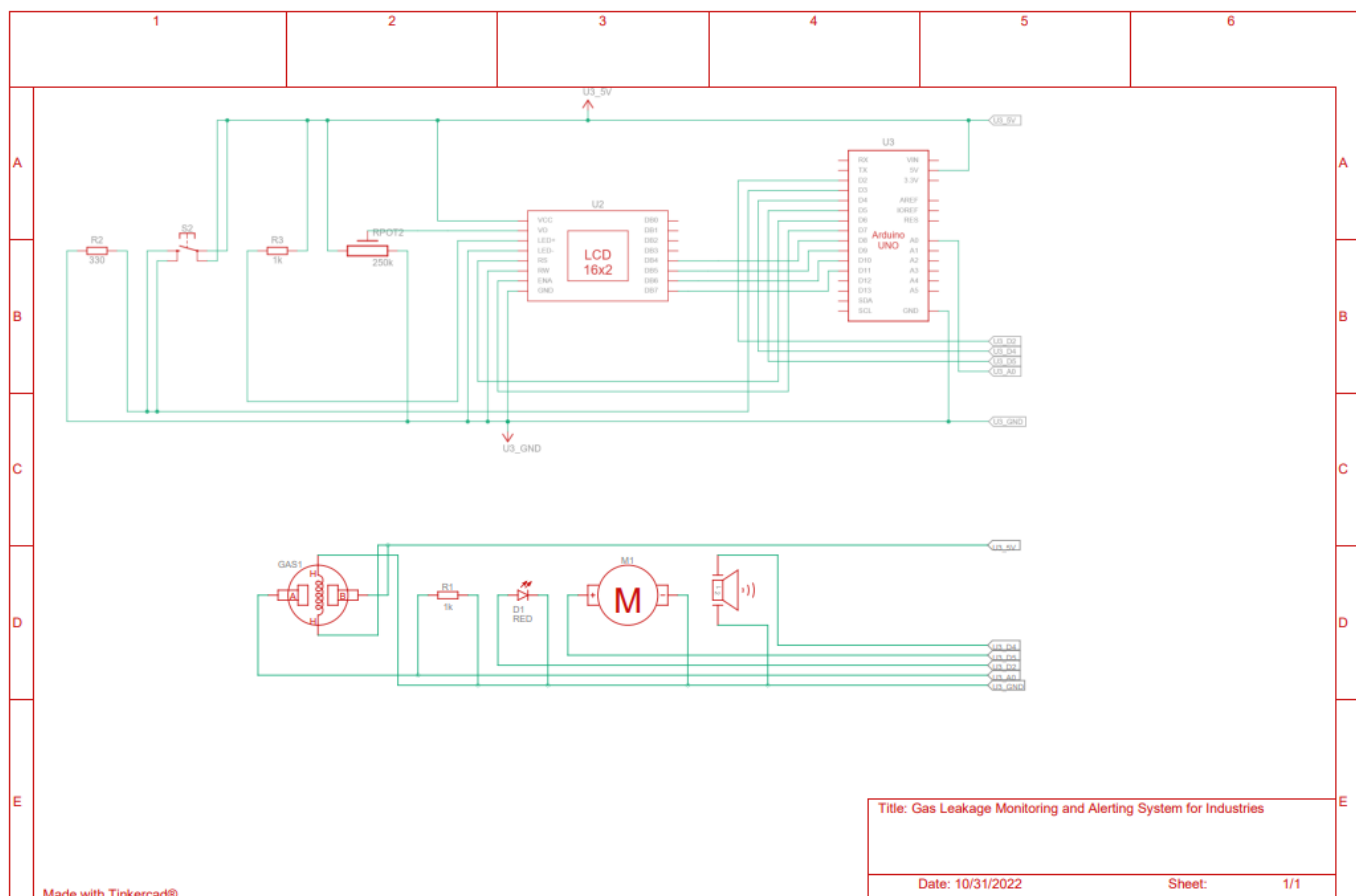 1 2 3 4 5 6
U3_5V
U3_5V
A A
U3
RX VIN
TX 5V
D2 3.3V
D3
D4 AREF
D5 IOREF
D6 RES
D7
D8 A0
D9 A1
D10 A2
D11 A3
D12 A4
D13 A5
SDA
SCL GND
Arduino
UNO
U2
VCC DB0
VO DB1
LED+ DB2
LED- DB3
RS DB4
RW DB5
ENA DB6
GND DB7
LCD
16x2
R2
330
S2
R3
1k
RPOT2
250k
B B
U3_D2
U3_D4
U3_D5
U3_A0
U3_GND
U3_GND
C C
U3_5V
GAS1
H
A B
H
R1
1k
D1
RED
M1
+ M -
1 2
D D
U3_D4
U3_D5
U3_D2
U3_A0
U3_GND
E E
Title: Gas Leakage Monitoring and Alerting System for Industries
Date: 10/31/2022 Sheet: 1/1
Made with Tinkercad®